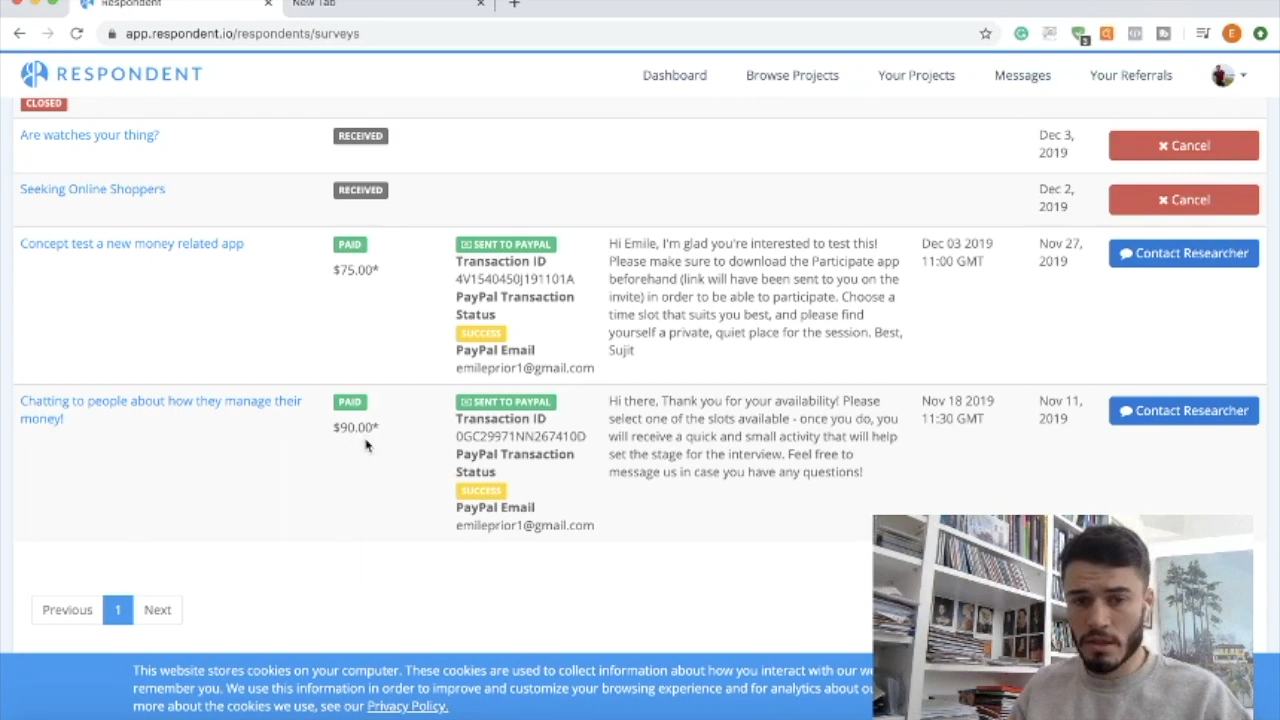 Respondent
New Tab
app.respondent.io/respondents/surveys
E
3
RESPONDENT
Dashboard
Browse Projects
Your Projects
Messages
Your Referrals
CLOSED
Are watches your thing?
RECEIVED
Dec 3,
2019
Cancel
Seeking Online Shoppers
RECEIVED
Dec 2,
2019
Cancel
Concept test a new money related app
PAID
$75.00*
SENT TO PAYPAL
Transaction ID
4V1540450J191101A
PayPal Transaction
Status
SUCCESS
PayPal Email
emileprior1@gmail.com
Hi Emile, I'm glad you're interested to test this!
Please make sure to download the Participate app
beforehand (link will have been sent to you on the
invite) in order to be able to participate. Choose a
time slot that suits you best, and please find
yourself a private, quiet place for the session. Best,
Sujit
Dec 03 2019
11:00 GMT
Nov 27,
2019
Contact Researcher
Chatting to people about how they manage their
money!
PAID
$90.00*
SENT TO PAYPAL
Transaction ID
0GC29971NN267410D
PayPal Transaction
Status
SUCCESS
PayPal Email
emileprior1@gmail.com
Hi there, Thank you for your availability! Please
select one of the slots available - once you do, you
will receive a quick and small activity that will help
set the stage for the interview. Feel free to
message us in case you have any questions!
Nov 18 2019
11:30 GMT
Nov 11,
2019
Contact Researcher
Previous
1
Next
This website stores cookies on your computer. These cookies are used to collect information about how you interact with our we
remember you. We use this information in order to improve and customize your browsing experience and for analytics about
more about the cookies we use, see our Privacy Policy.